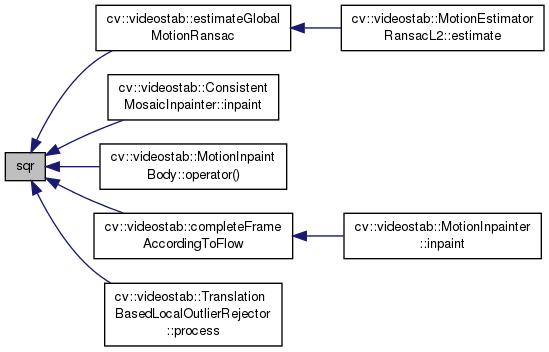 cv::videostab::estimateGlobal
MotionRansac
cv::videostab::MotionEstimator
RansacL2::estimate
cv::videostab::Consistent
MosaicInpainter::inpaint
sqr
cv::videostab::MotionInpaint
Body::operator()
cv::videostab::completeFrame
AccordingToFlow
cv::videostab::MotionInpainter
::inpaint
cv::videostab::Translation
BasedLocalOutlierRejector
::process